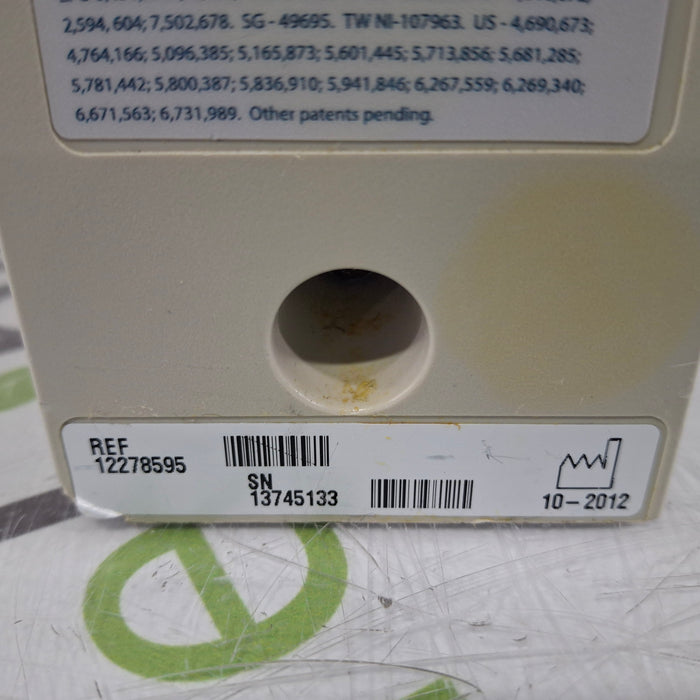 2,594,604; 7,502,678. SG - 49695. TW NI-107963. US - 4,690,673;
4,764,166; 5,096,385; 5,165,873; 5,601,445; 5,713,856; 5,681,285;
5,781,442; 5,800,387; 5,836,910; 5,941,846; 6,267,559; 6,269,340;
6,671,563; 6,731,989. Other patents pending.
REF
12278595
SN
13745133
10-2012